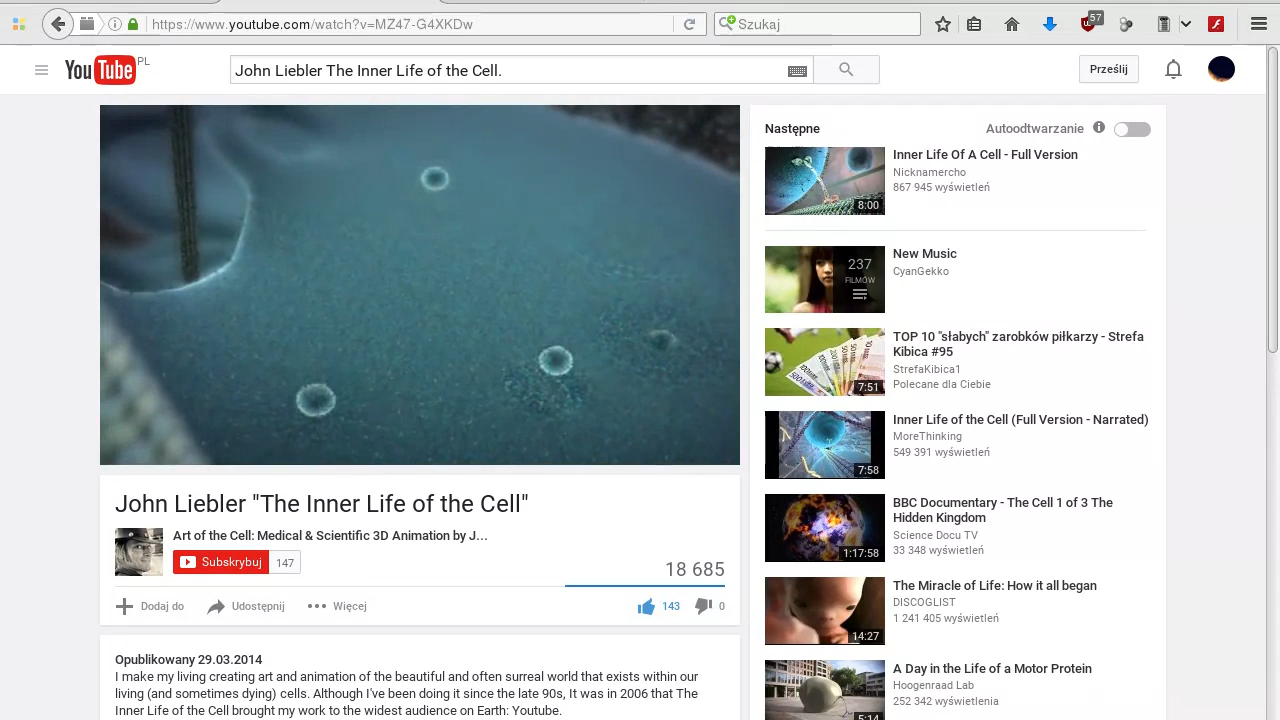 https://www.youtube.com/watch?v=MZ47-G4XKDw
Szukaj
57
YouTube PL
John Liebler The Inner Life of the Cell.
Prześlij
John Liebler "The Inner Life of the Cell"
Art of the Cell: Medical & Scientific 3D Animation by J...
Subskrybuj 147
18 685
Dodaj do Udostępnij Więcej 143 0
Opublikowany 29.03.2014
I make my living creating art and animation of the beautiful and often surreal world that exists within our
living (and sometimes dying) cells. Although I've been doing it since the late 90s, It was in 2006 that The
Inner Life of the Cell brought my work to the widest audience on Earth: Youtube.
Następne
Autoodtwarzanie
8:00
Inner Life Of A Cell - Full Version
Nicknamercho
867 945 wyświetleń
237
FILMÓW
New Music
CyanGekko
7:51
TOP 10 "słabych" zarobków piłkarzy - Strefa
Kibica #95
StrefaKibica1
Polecane dla Ciebie
7:58
Inner Life of the Cell (Full Version - Narrated)
MoreThinking
549 391 wyświetleń
1:17:58
BBC Documentary - The Cell 1 of 3 The
Hidden Kingdom
Science Docu TV
33 348 wyświetleń
14:27
The Miracle of Life: How it all began
DISCOGLIST
1 241 405 wyświetleń
5:14
A Day in the Life of a Motor Protein
Hoogenraad Lab
252 342 wyświetlenia